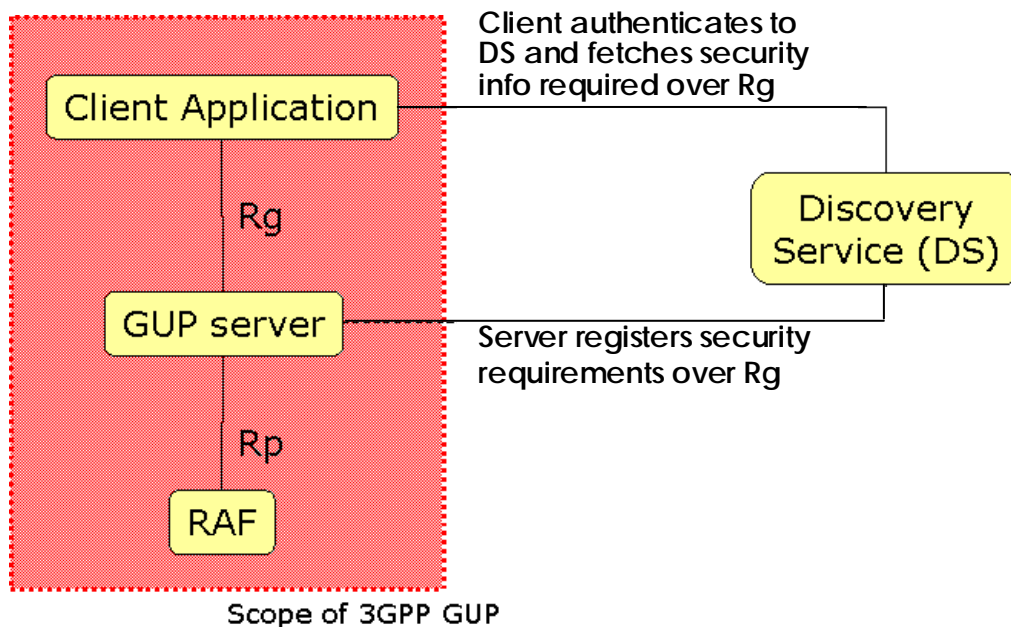 Client authenticates to
DS and fetches security
info required over Rg
Client Application
Rg
Discovery
Service (DS)
GUP server
Server registers security
requirements over Rg
Rp
RAF
Scope of 3GPP GUP